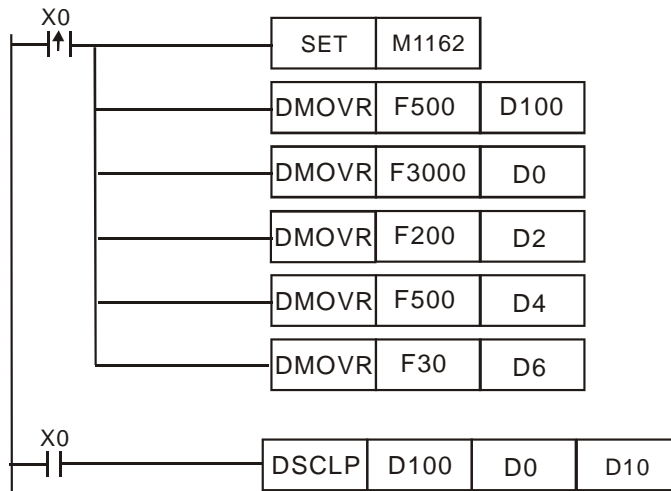 X0
SET M1162
DMOVR F500 D100
DMOVR F3000 D0
DMOVR F200 D2
DMOVR F500 D4
DMOVR F30 D6
X0
DSCLP D100 D0 D10